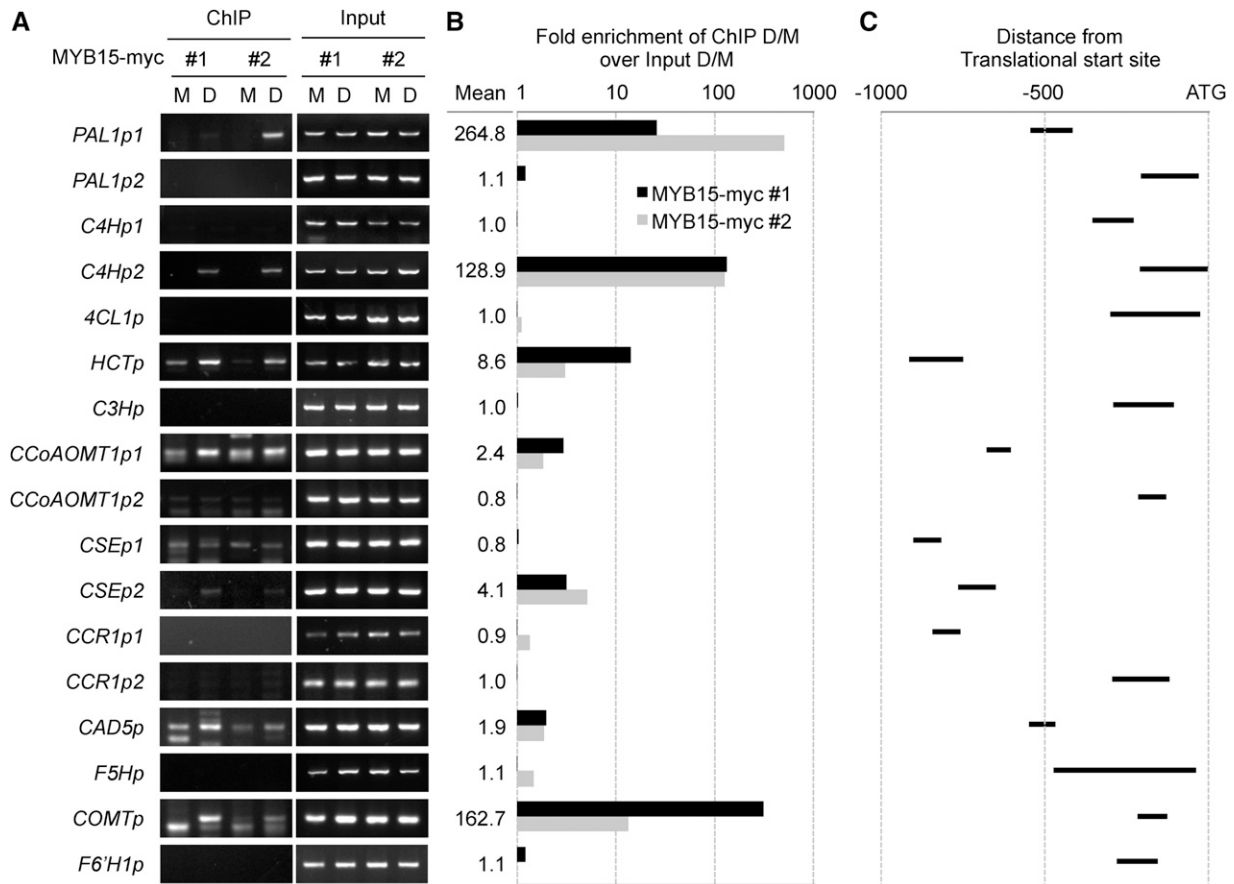 A
ChIP
Input
MYB15-myc
#1
#2
#1
#2
M D M D M D M D
PAL1p1
PAL1p2
C4Hp1
C4Hp2
4CL1p
HCTp
C3Hp
CCoAOMT1p1
CCoAOMT1p2
CSEp1
CSEp2
CCR1p1
CCR1p2
CAD5p
F5Hp
COMTp
F6'H1p
B
Fold enrichment of ChIP D/M
over Input D/M
Mean 1 10 100 1000
264.8
1.1
1.0
128.9
1.0
8.6
1.0
2.4
0.8
0.8
4.1
0.9
1.0
1.9
1.1
162.7
1.1
MYB15-myc #1
MYB15-myc #2
C
Distance from
Translational start site
-1000 -500 ATG